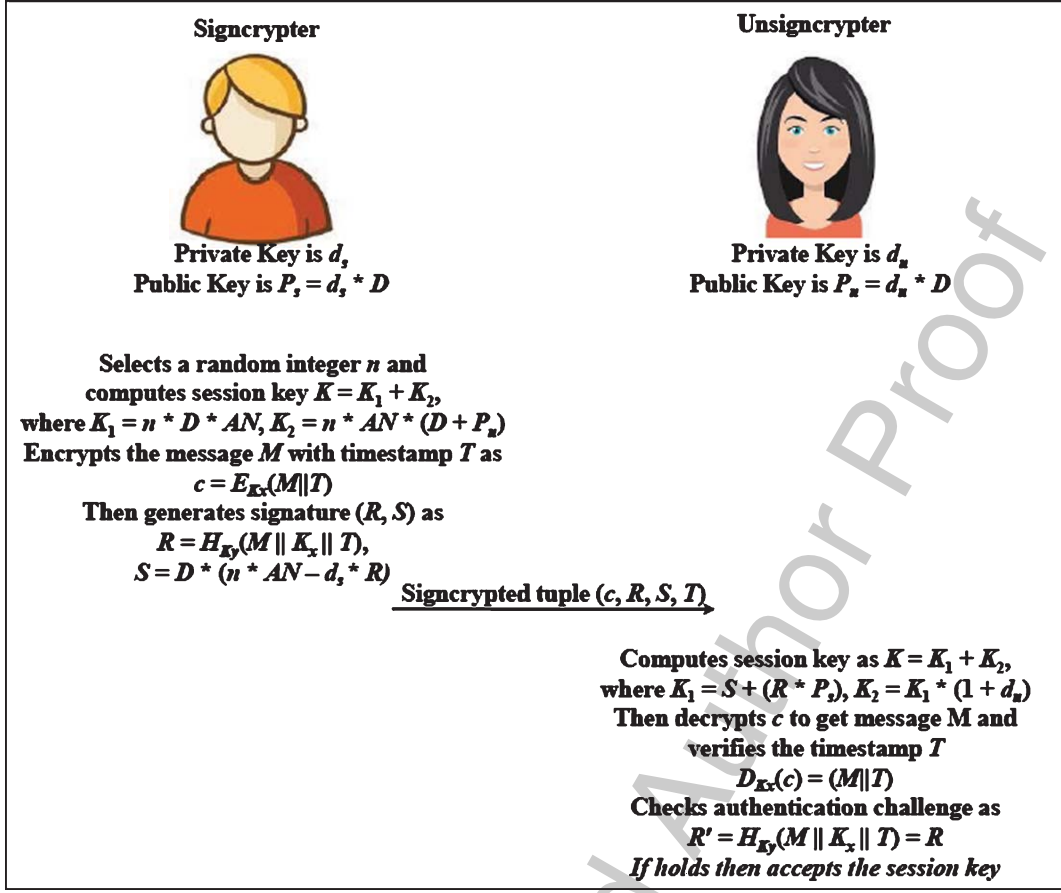 Signcrypter
Unsigncrypter
Private Key is dₛ
Public Key is Pₛ = dₛ * D
Private Key is dᵤ
Public Key is Pᵤ = dᵤ * D
Selects a random integer n and
computes session key K = K₁ + K₂,
where K₁ = n * D * AN, K₂ = n * AN * (D + Pᵤ)
Encrypts the message M with timestamp T as
c = E_Kx(M||T)
Then generates signature (R, S) as
R = H_Ky(M || Kₓ || T),
S = D * (n * AN – dₛ * R)
Signcrypted tuple (c, R, S, T)
Computes session key as K = K₁ + K₂,
where K₁ = S + (R * Pₛ), K₂ = K₁ * (1 + dᵤ)
Then decrypts c to get message M and
verifies the timestamp T
D_Kx(c) = (M||T)
Checks authentication challenge as
R' = H_Ky(M || Kₓ || T) = R
If holds then accepts the session key
d Author Proof